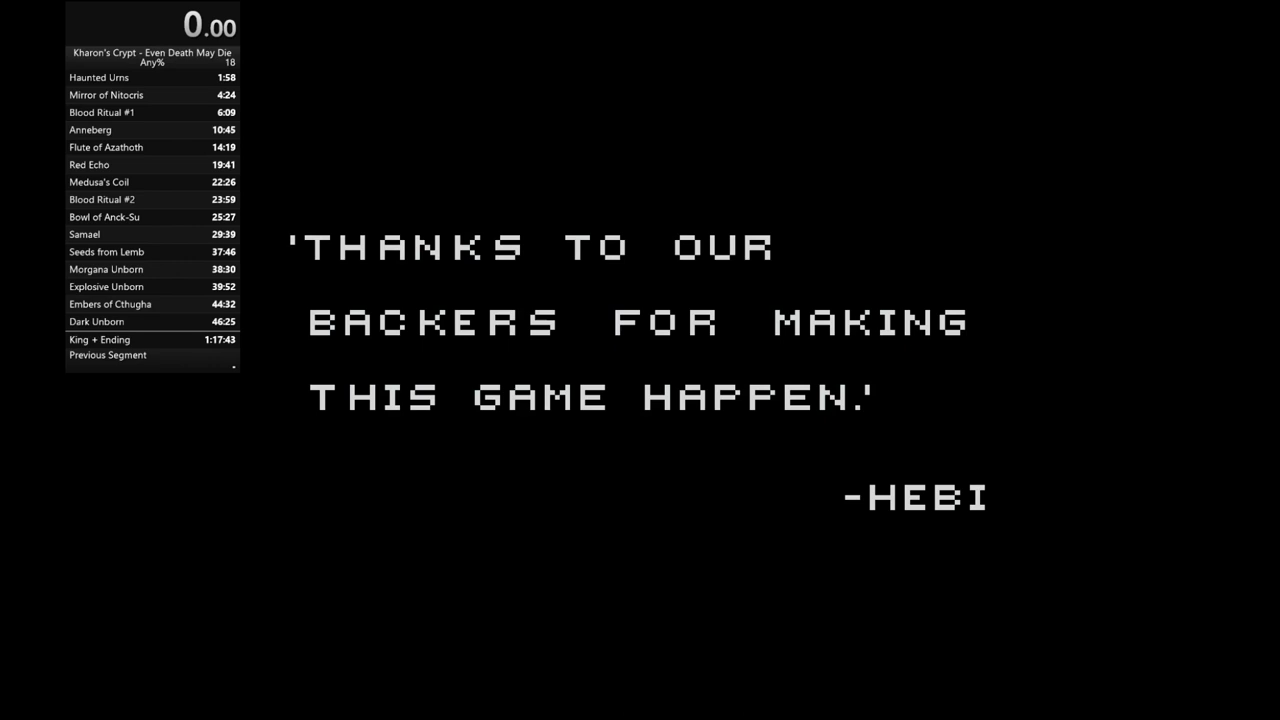 0.00
Kharon's Crypt - Even Death May Die
Any% 18
Haunted Urns 1:58
Mirror of Nitocris 4:24
Blood Ritual #1 6:09
Anneberg 10:45
Flute of Azathoth 14:19
Red Echo 19:41
Medusa's Coil 22:26
Blood Ritual #2 23:59
Bowl of Anck-Su 25:27
Samael 29:39
Seeds from Lemb 37:46
Morgana Unborn 38:30
Explosive Unborn 39:52
Embers of Cthugha 44:32
Dark Unborn 46:25
King + Ending 1:17:43
Previous Segment
-
'THANKS TO OUR
BACKERS FOR MAKING
THIS GAME HAPPEN.'
-HEBI